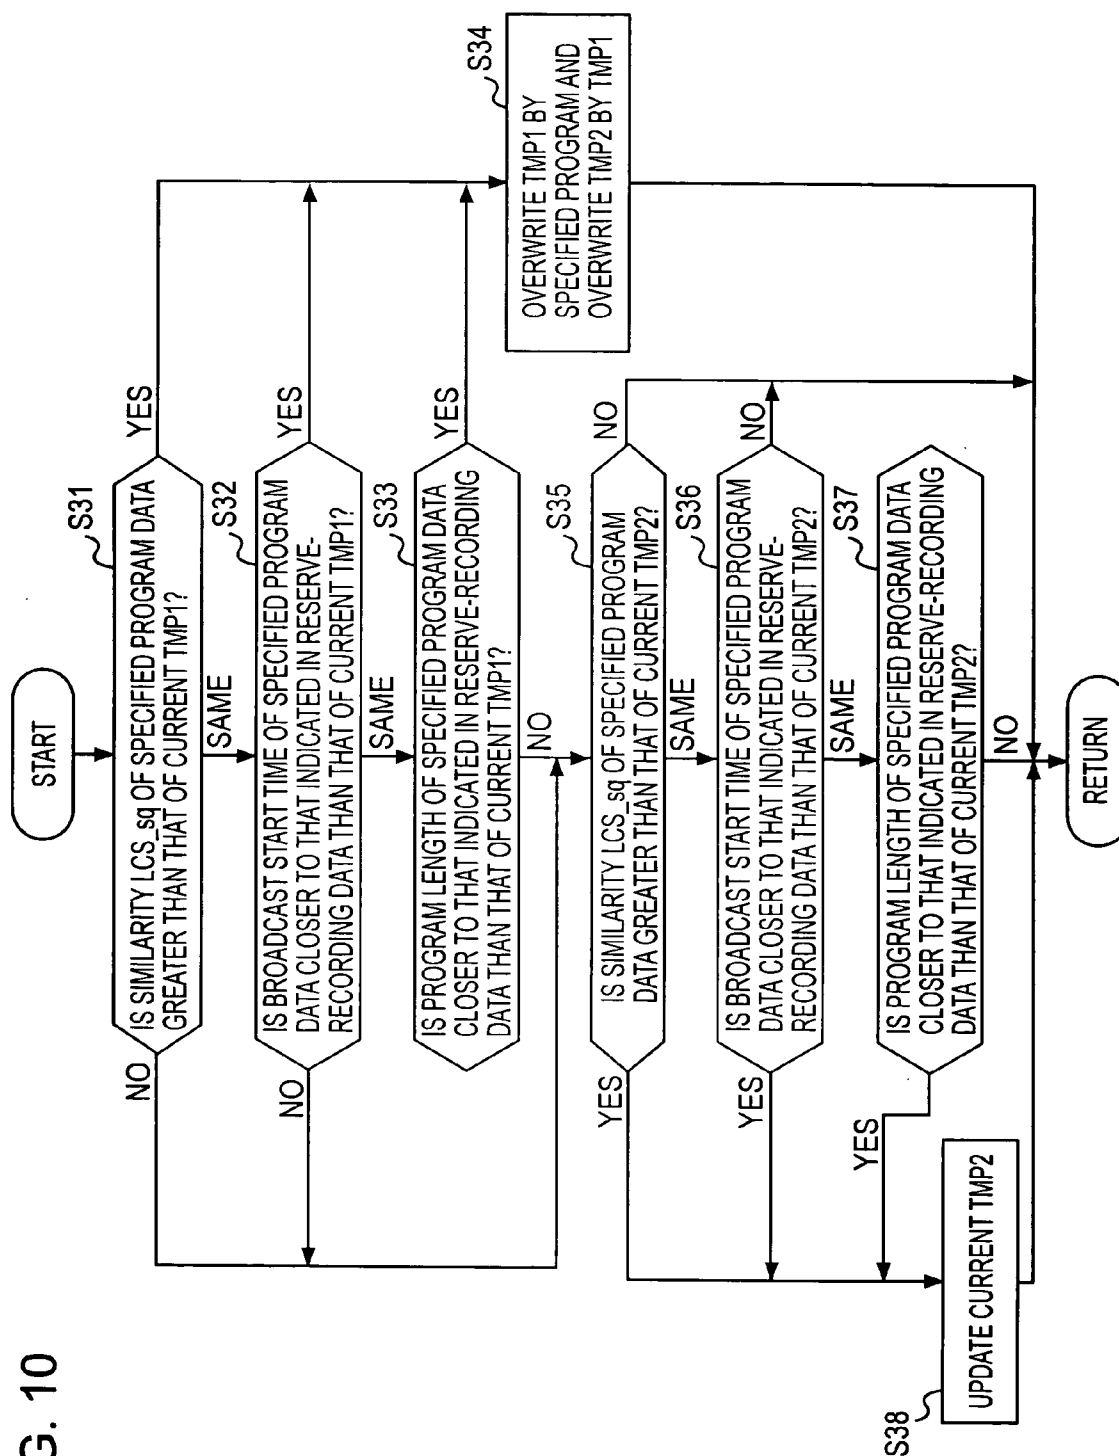 G. 10
START
S31
IS SIMILARITY LCS_sq OF SPECIFIED PROGRAM DATA
GREATER THAN THAT OF CURRENT TMP1?
YES
NO
SAME
S32
IS BROADCAST START TIME OF SPECIFIED PROGRAM
DATA CLOSER TO THAT INDICATED IN RESERVE-
RECORDING DATA THAN THAT OF CURRENT TMP1?
YES
NO
SAME
S33
IS PROGRAM LENGTH OF SPECIFIED PROGRAM DATA
CLOSER TO THAT INDICATED IN RESERVE-RECORDING
DATA THAN THAT OF CURRENT TMP1?
YES
NO
S34
OVERWRITE TMP1 BY
SPECIFIED PROGRAM AND
OVERWRITE TMP2 BY TMP1
S35
IS SIMILARITY LCS_sq OF SPECIFIED PROGRAM
DATA GREATER THAN THAT OF CURRENT TMP2?
NO
YES
SAME
S36
IS BROADCAST START TIME OF SPECIFIED PROGRAM
DATA CLOSER TO THAT INDICATED IN RESERVE-
RECORDING DATA THAN THAT OF CURRENT TMP2?
NO
YES
SAME
S37
IS PROGRAM LENGTH OF SPECIFIED PROGRAM DATA
CLOSER TO THAT INDICATED IN RESERVE-RECORDING
DATA THAN THAT OF CURRENT TMP2?
YES
NO
S38
UPDATE CURRENT TMP2
RETURN